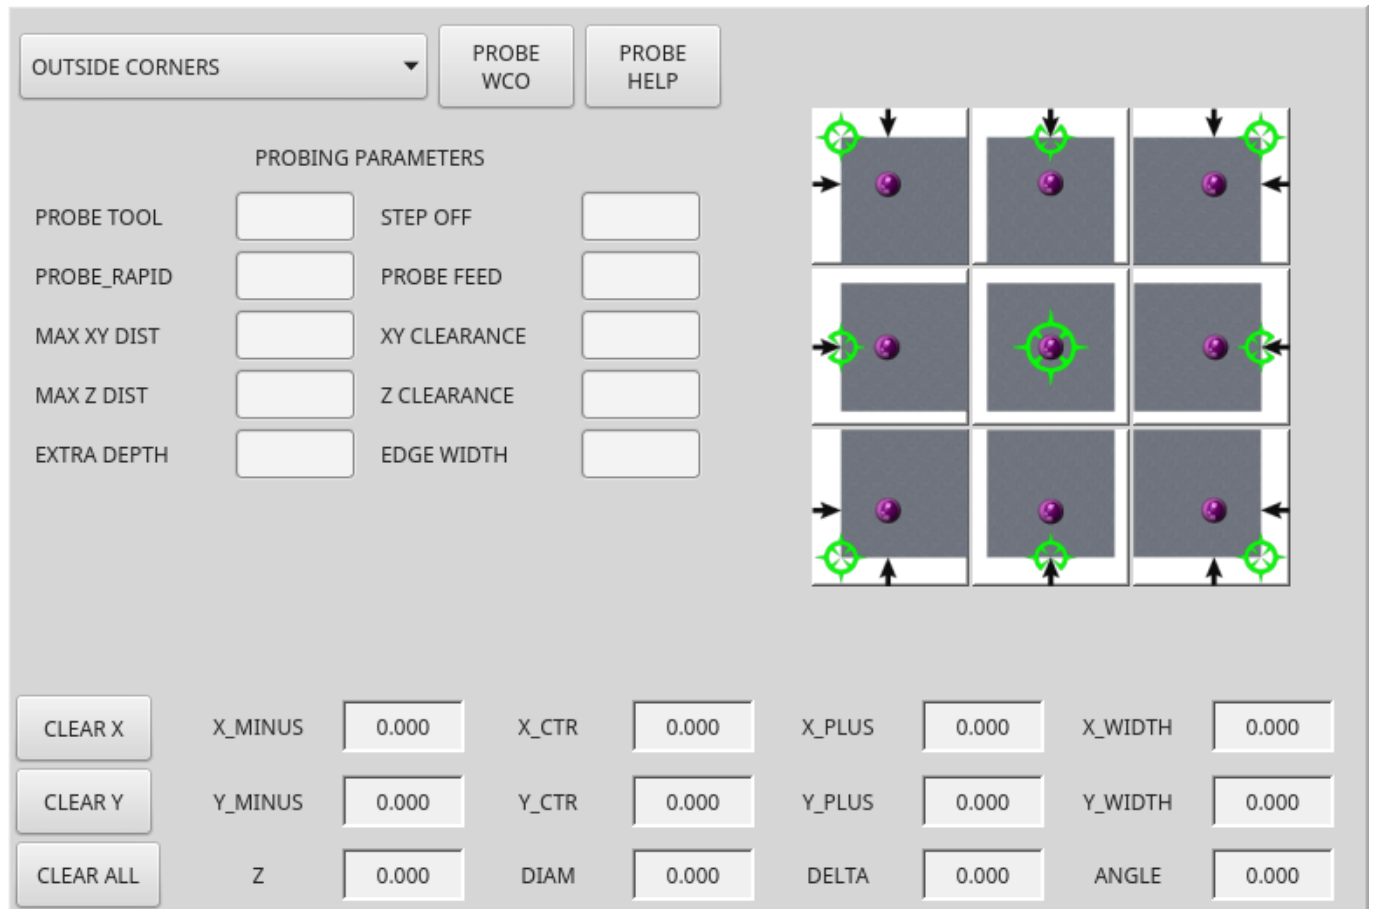 OUTSIDE CORNERS
PROBE
WCO
PROBE
HELP
PROBING PARAMETERS
PROBE TOOL
STEP OFF
PROBE_RAPID
PROBE FEED
MAX XY DIST
XY CLEARANCE
MAX Z DIST
Z CLEARANCE
EXTRA DEPTH
EDGE WIDTH
CLEAR X
X_MINUS 0.000 X_CTR 0.000 X_PLUS 0.000 X_WIDTH 0.000
CLEAR Y
Y_MINUS 0.000 Y_CTR 0.000 Y_PLUS 0.000 Y_WIDTH 0.000
CLEAR ALL
Z 0.000 DIAM 0.000 DELTA 0.000 ANGLE 0.000